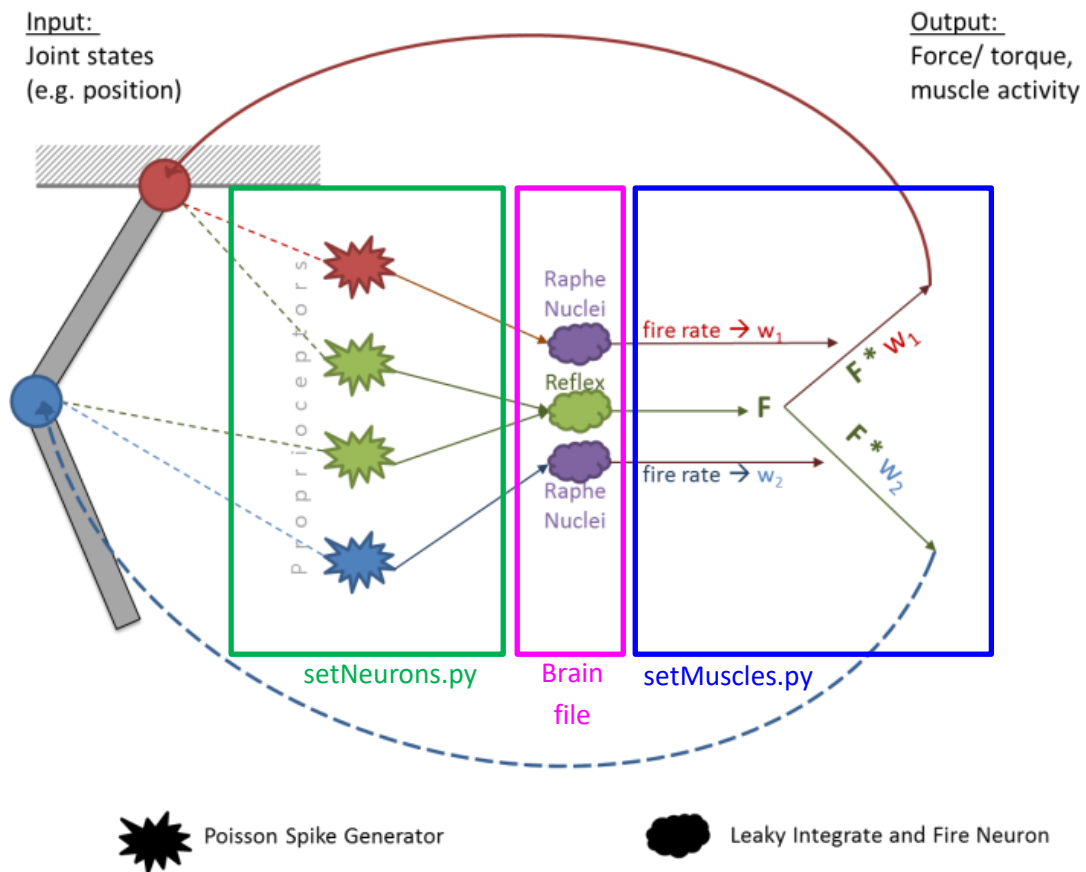 Input:
Joint states
(e.g. position)
Output:
Force/ torque,
muscle activity
Proprioceptors
Raphe
Nuclei
fire rate → w₁
Reflex
F
F * w₁
F * w₂
fire rate → w₂
Raphe
Nuclei
setNeurons.py
Brain
file
setMuscles.py
Poisson Spike Generator
Leaky Integrate and Fire Neuron